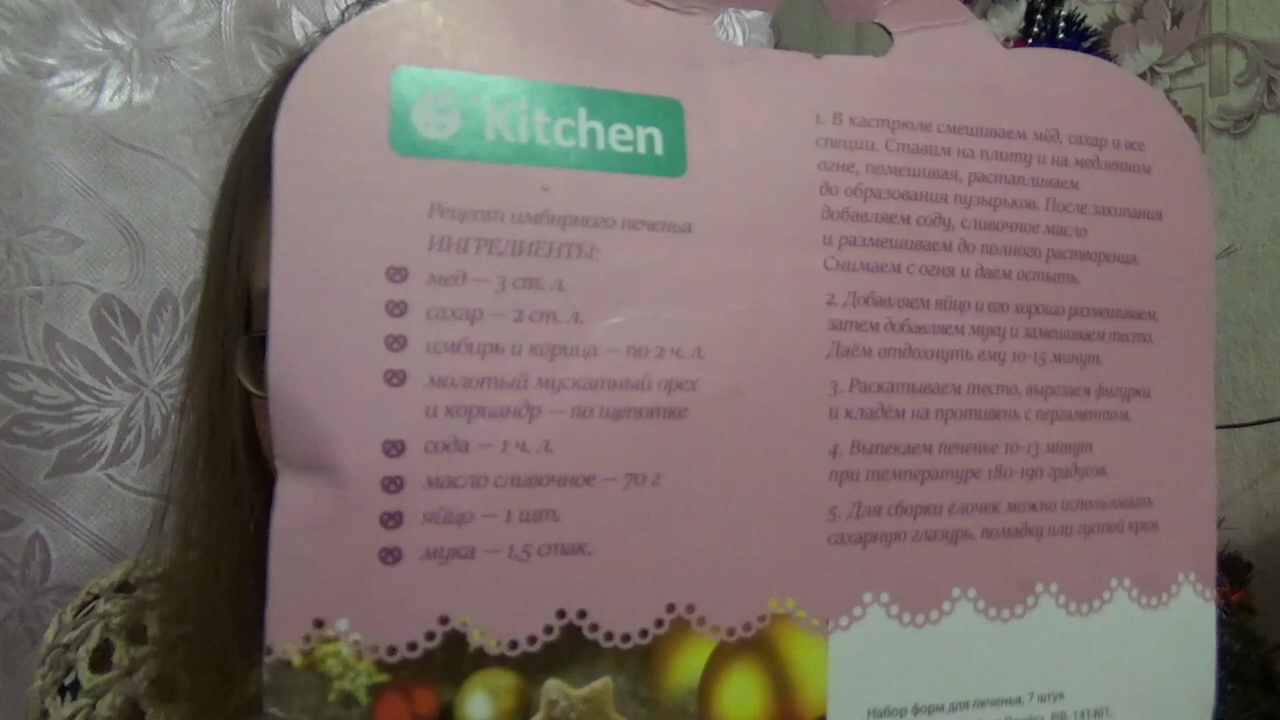 Kitchen
Рецепт имбирного печенья
ИНГРЕДИЕНТЫ:
мед — 3 ст. л.
сахар — 2 ст. л.
имбирь и корица — по 2 ч. л.
молотый мускатный орех
и кориандр — по щепотке
сода — 1 ч. л.
масло сливочное — 70 г
яйцо — 1 шт.
мука — 1,5 стак.
1. В кастрюле смешиваем мёд, сахар и все
специи. Ставим на плиту и на медленном
огне, помешивая, растапливаем
до образования пузырьков. После закипания
добавляем соду, сливочное масло
и размешиваем до полного растворения.
Снимаем с огня и даём остыть.
2. Добавляем яйцо и его хорошо размешиваем,
затем добавляем муку и замешиваем тесто.
Даём отдохнуть ему 10-15 минут.
3. Раскатываем тесто, вырезаем фигурки
и кладём на противень с пергаментом.
4. Выпекаем печенье 10-13 минут
при температуре 180-190 градусов.
5. Для сборки ёлочек можно использовать
сахарную глазурь, помадку или густой крем.
Набор форм для печенья, 7 штук
РФ, 141401,